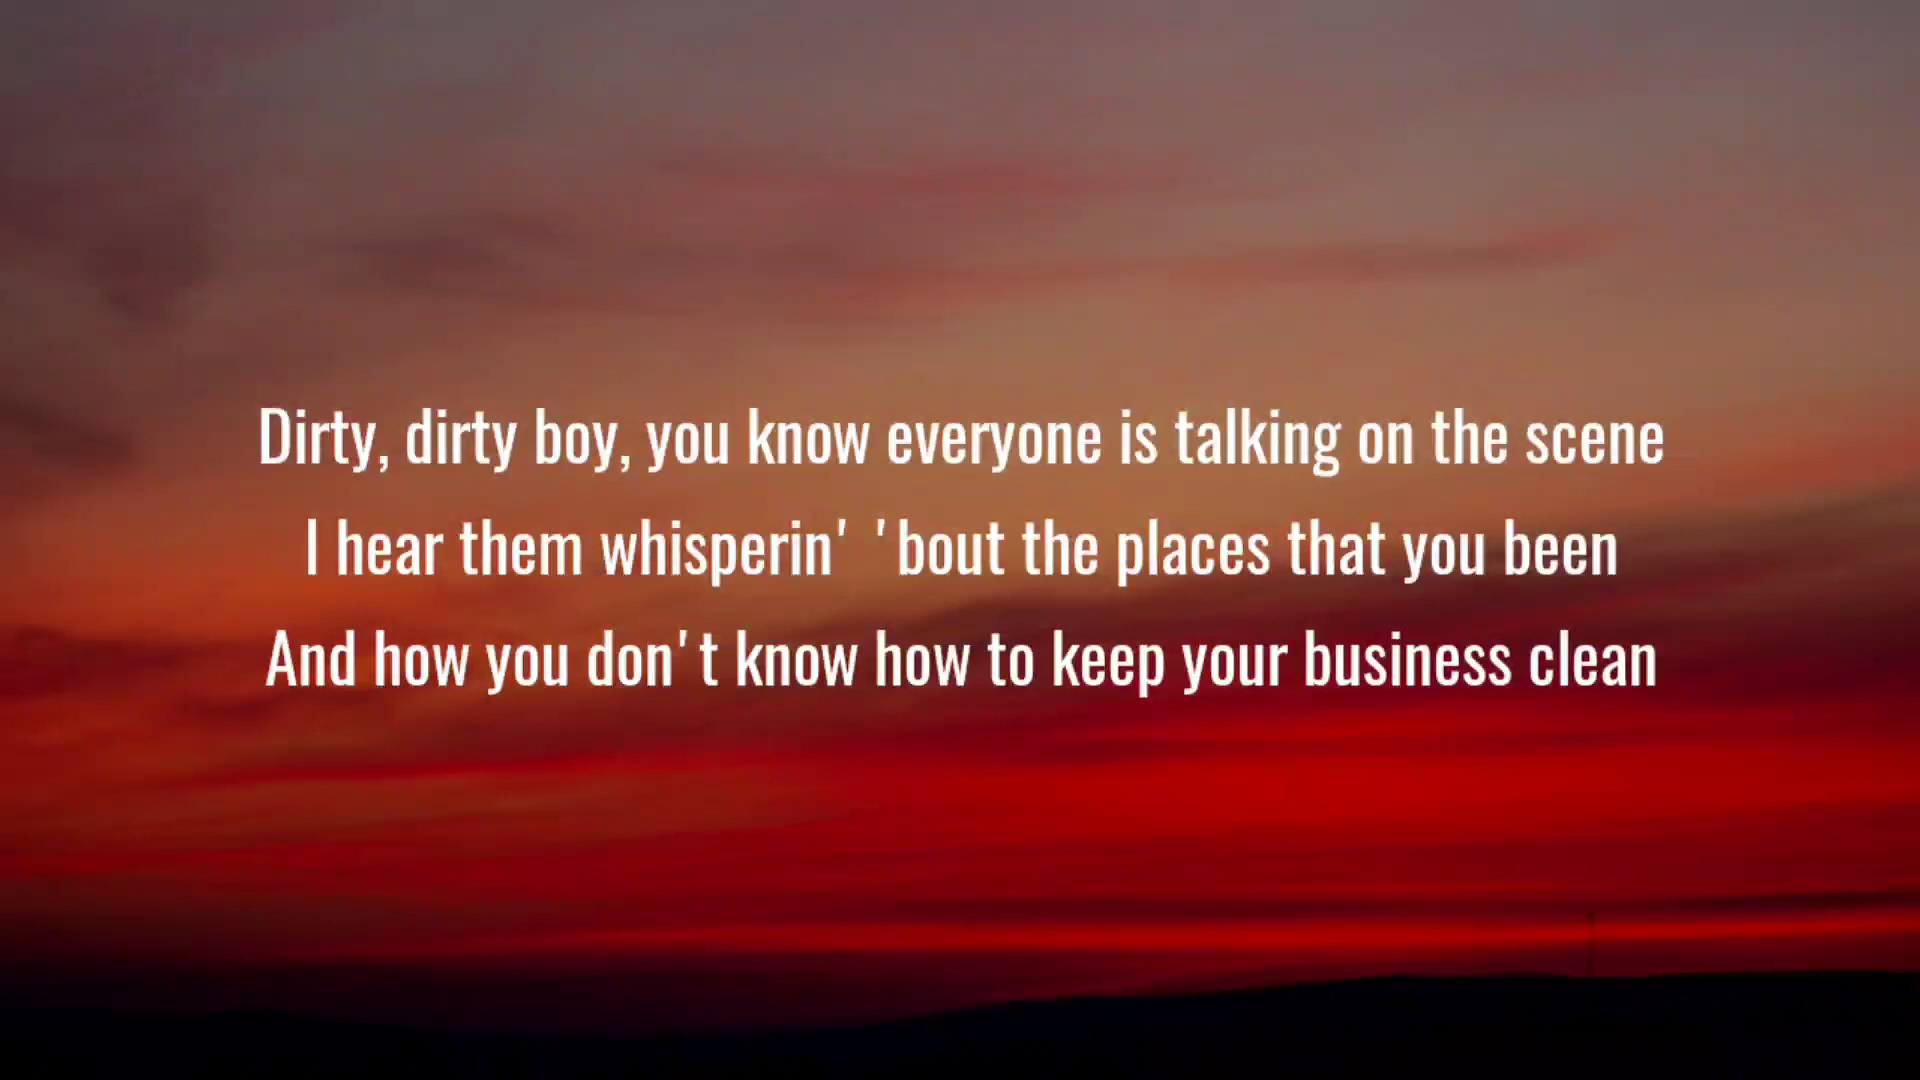 Dirty, dirty boy, you know everyone is talking on the scene
I hear them whisperin' 'bout the places that you been
And how you don't know how to keep your business clean